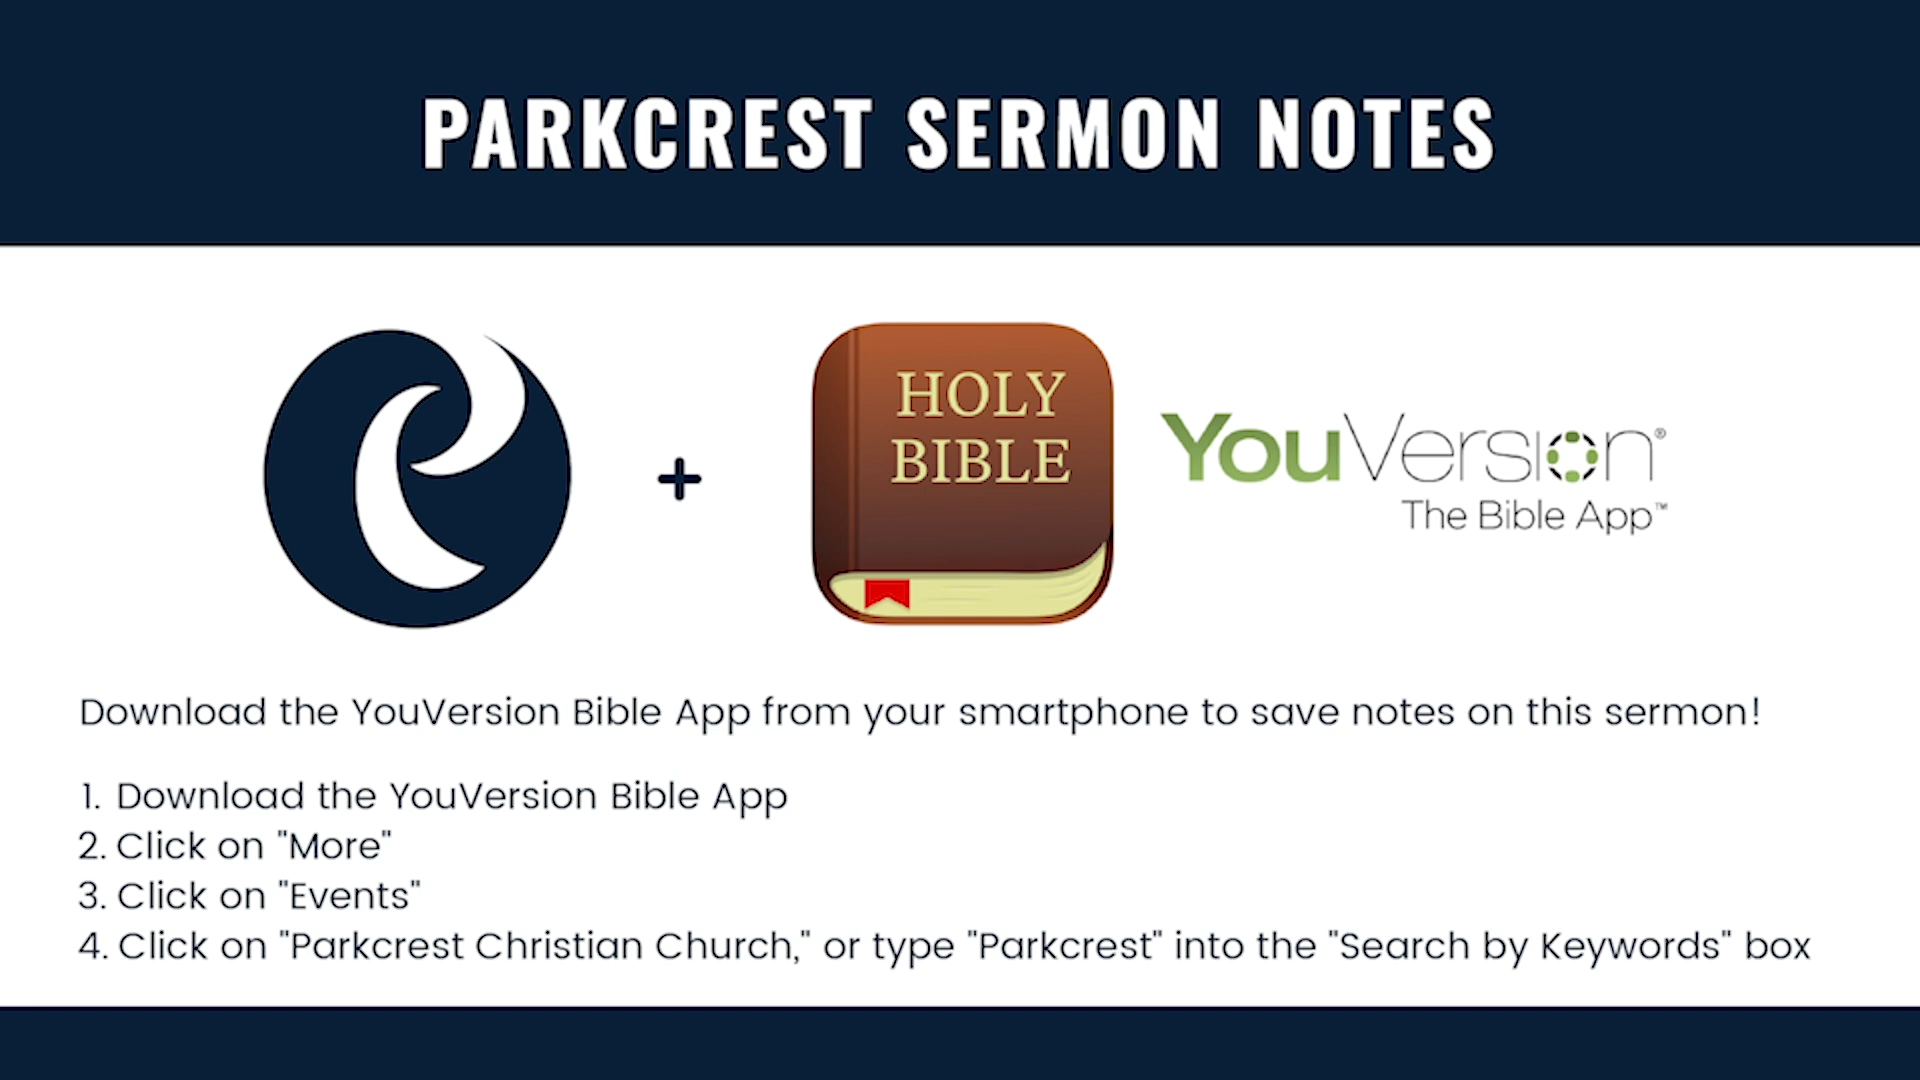 PARKCREST SERMON NOTES
HOLY
BIBLE
YouVersion®
The Bible App™
+
Download the YouVersion Bible App from your smartphone to save notes on this sermon!
1. Download the YouVersion Bible App
2. Click on "More"
3. Click on "Events"
4. Click on "Parkcrest Christian Church," or type "Parkcrest" into the "Search by Keywords" box